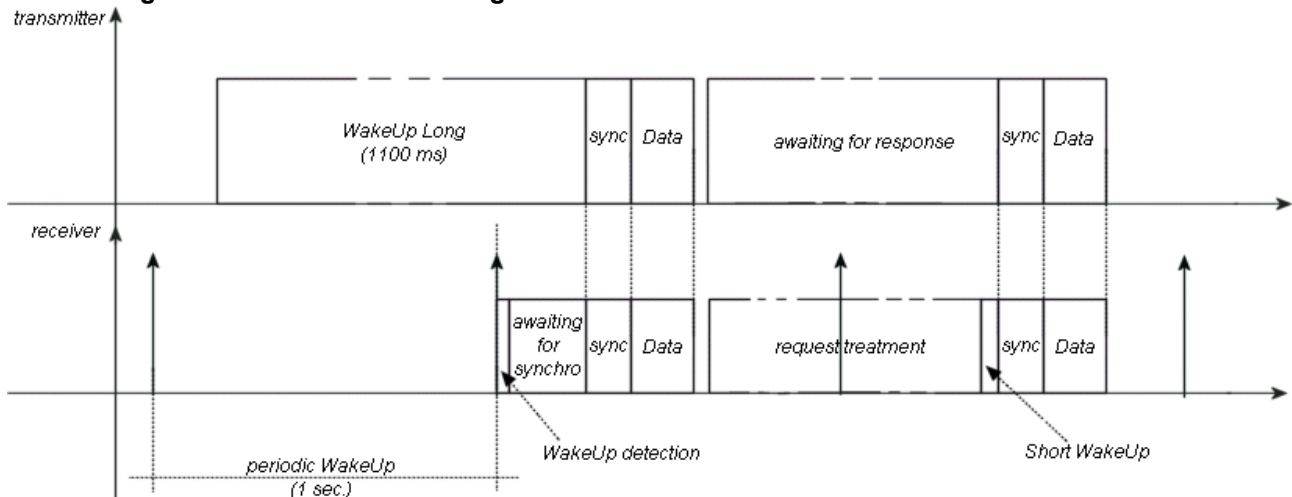 transmitter
WakeUp Long
(1100 ms)
sync
Data
awaiting for response
sync
Data
receiver
awaiting
for
synchro
sync
Data
request treatment
sync
Data
WakeUp detection
Short WakeUp
periodic WakeUp
(1 sec.)